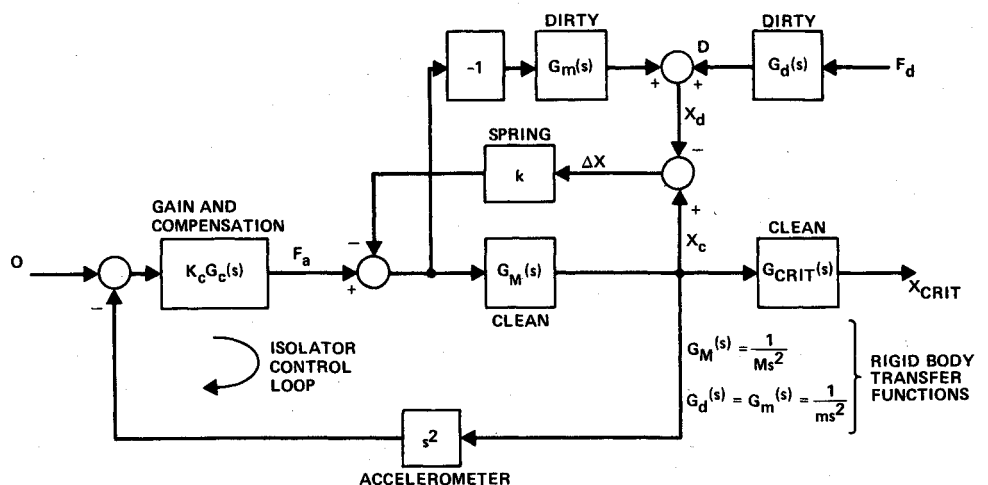 DIRTY
DIRTY
-1
Gm(s)
D
Gd(s)
Fd
+
+
Xd
SPRING
−
k
ΔX
GAIN AND
COMPENSATION
−
+
Xc
CLEAN
O
KcGc(s)
Fa
+
GM(s)
GCRIT(s)
XCRIT
−
CLEAN
ISOLATOR
CONTROL
LOOP
GM(s) = 1/Ms²
Gd(s) = Gm(s) = 1/ms²
RIGID BODY
TRANSFER
FUNCTIONS
s²
ACCELEROMETER